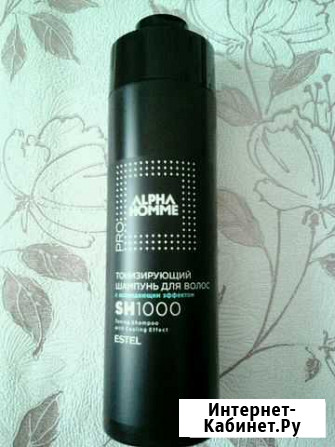 PRO:
ALPHA
HOMME
ТОНИЗИРУЮЩИЙ
ШАМПУНЬ ДЛЯ ВОЛОС
с охлаждающим эффектом
SH1000
Toning Shampoo
with Cooling Effect
ESTEL
Интернет-
Кабинет.Ру